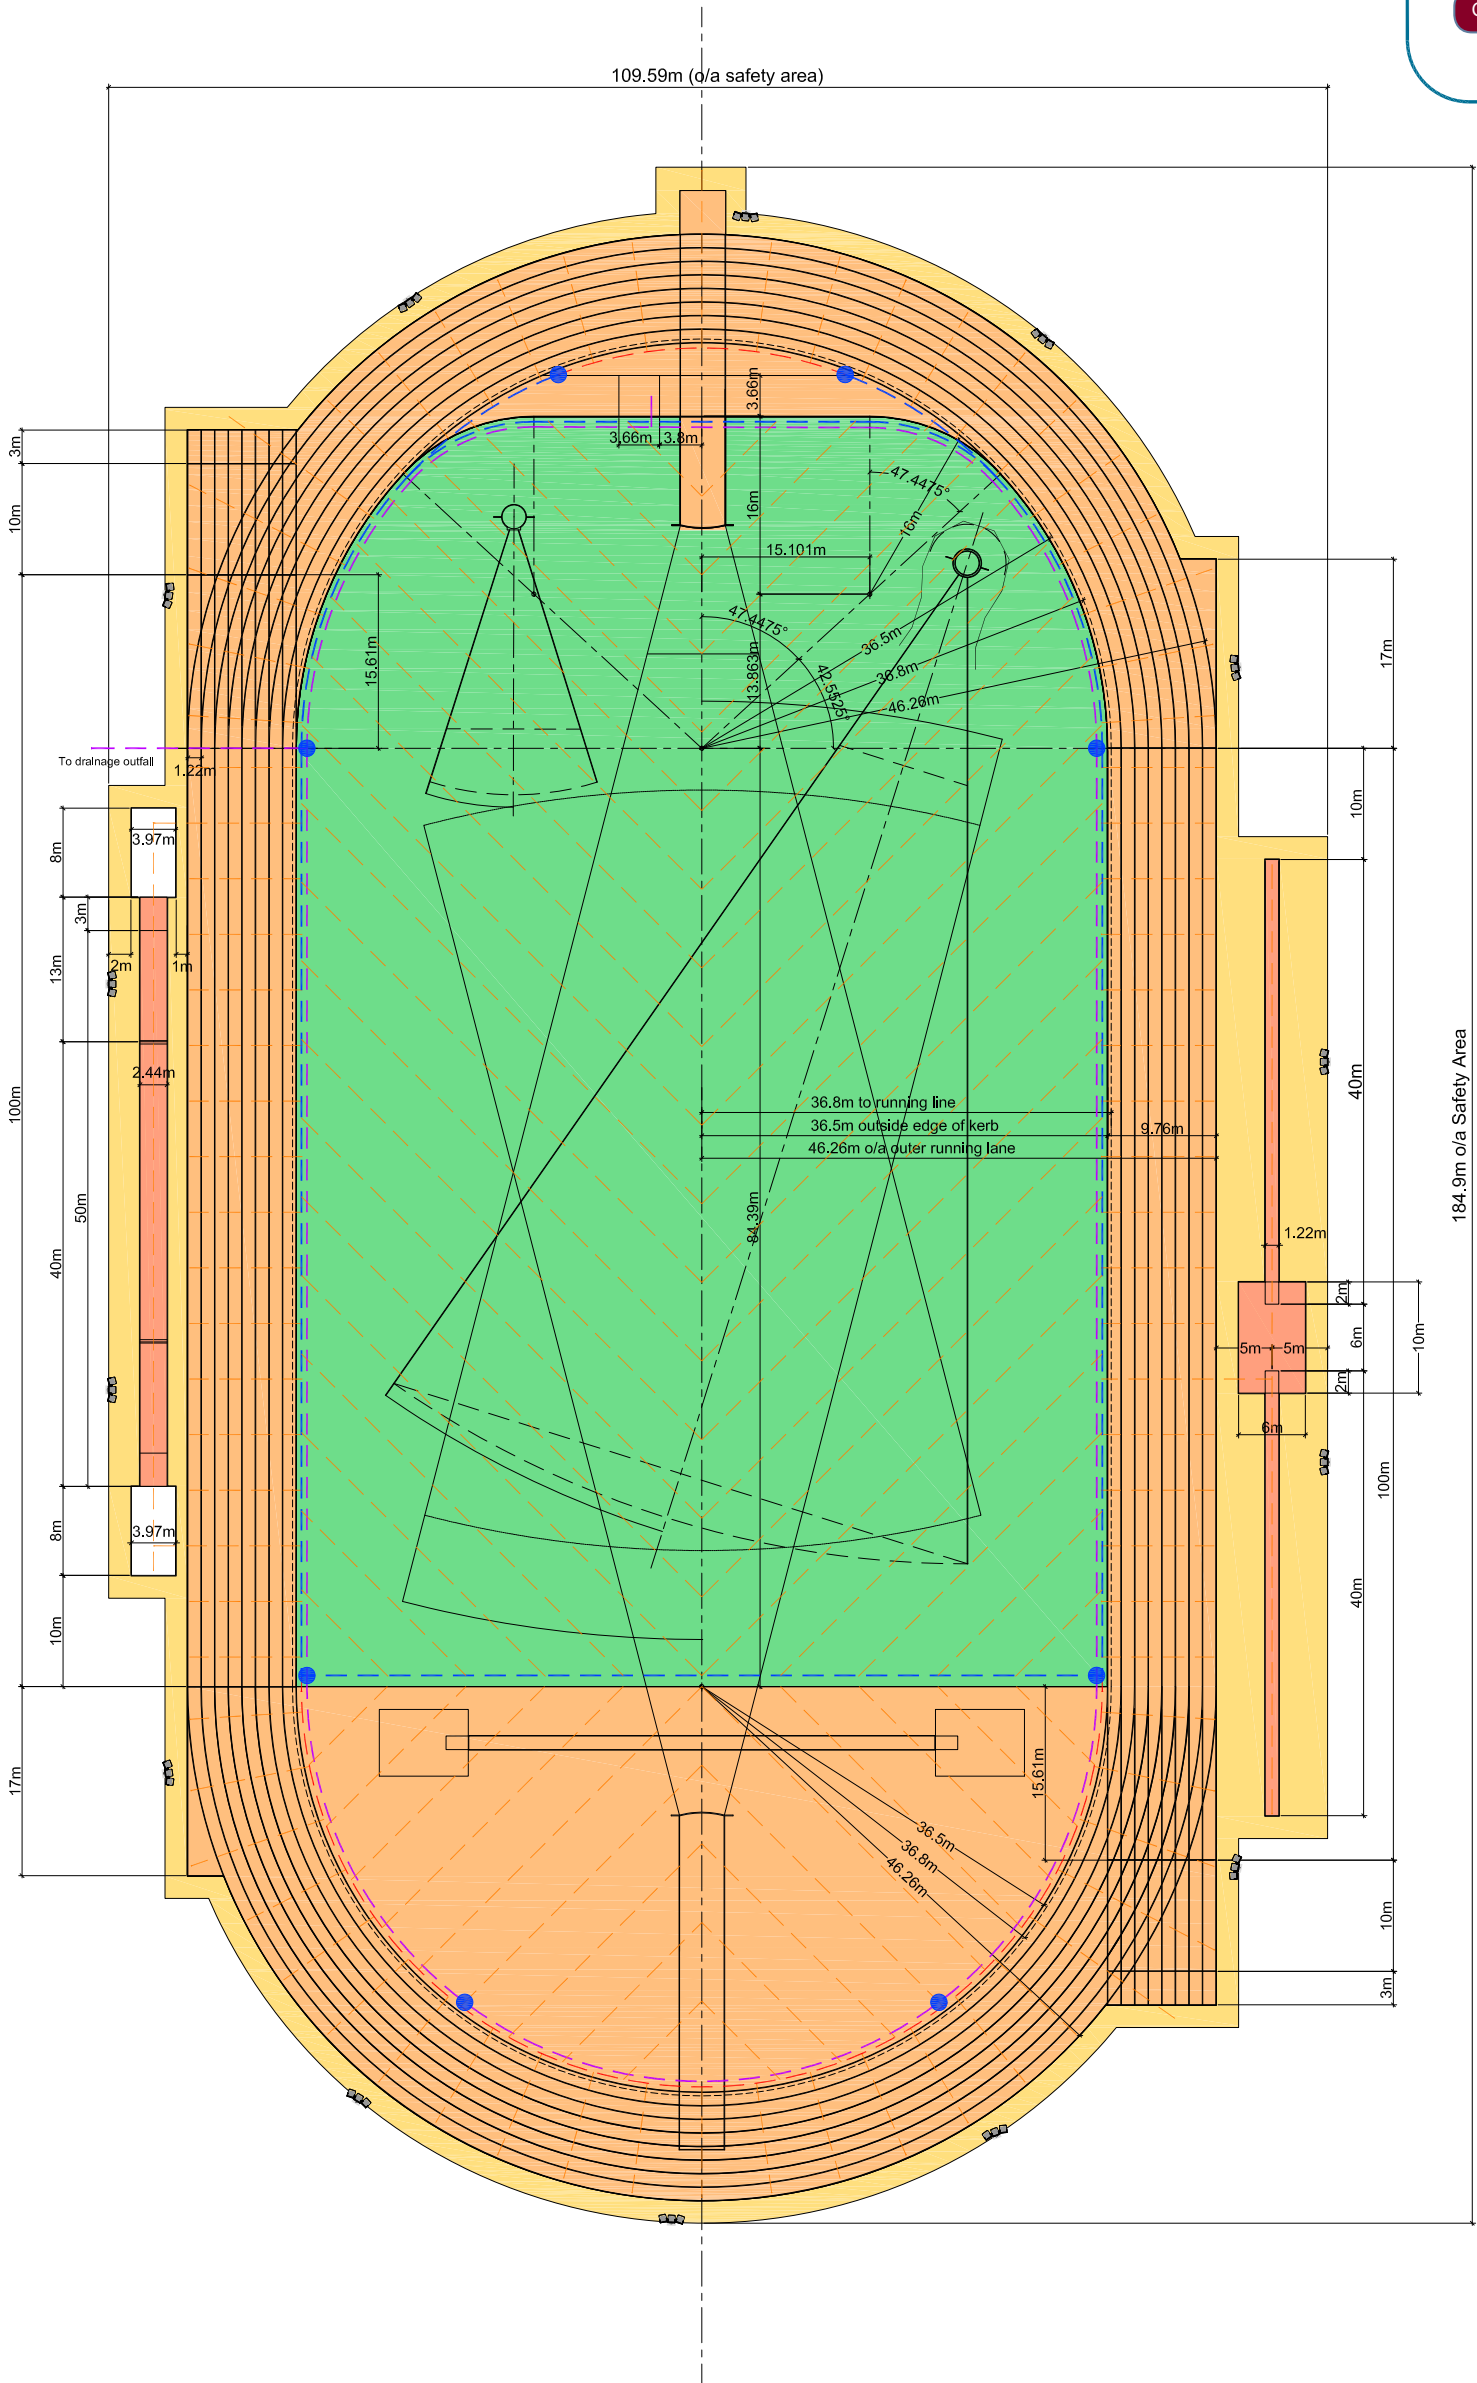 109.59m (o/a safety area)
3m
10m
3.66m
3.66m
3.8m
47.4475°
16m
16m
15.101m
15.61m
47.4475°
36.5m
13.863m
42.5525°
36.8m
46.26m
17m
To drainage outfall
1.22m
10m
3.97m
8m
3m
13m
2m
1m
2.44m
100m
40m
36.8m to running line
36.5m outside edge of kerb
9.76m
46.26m o/a outer running lane
184.9m o/a Safety Area
84.39m
50m
40m
1.22m
2m
6m
10m
5m
5m
2m
6m
100m
8m
3.97m
40m
10m
17m
15.61m
36.5m
36.8m
46.26m
10m
3m